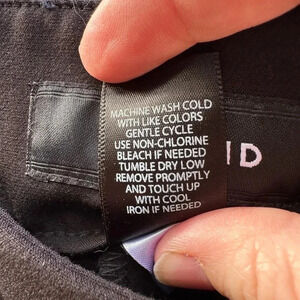 MACHINE WASH COLD
WITH LIKE COLORS
GENTLE CYCLE
USE NON-CHLORINE
BLEACH IF NEEDED
TUMBLE DRY LOW
REMOVE PROMPTLY
AND TOUCH UP
WITH COOL
IRON IF NEEDED